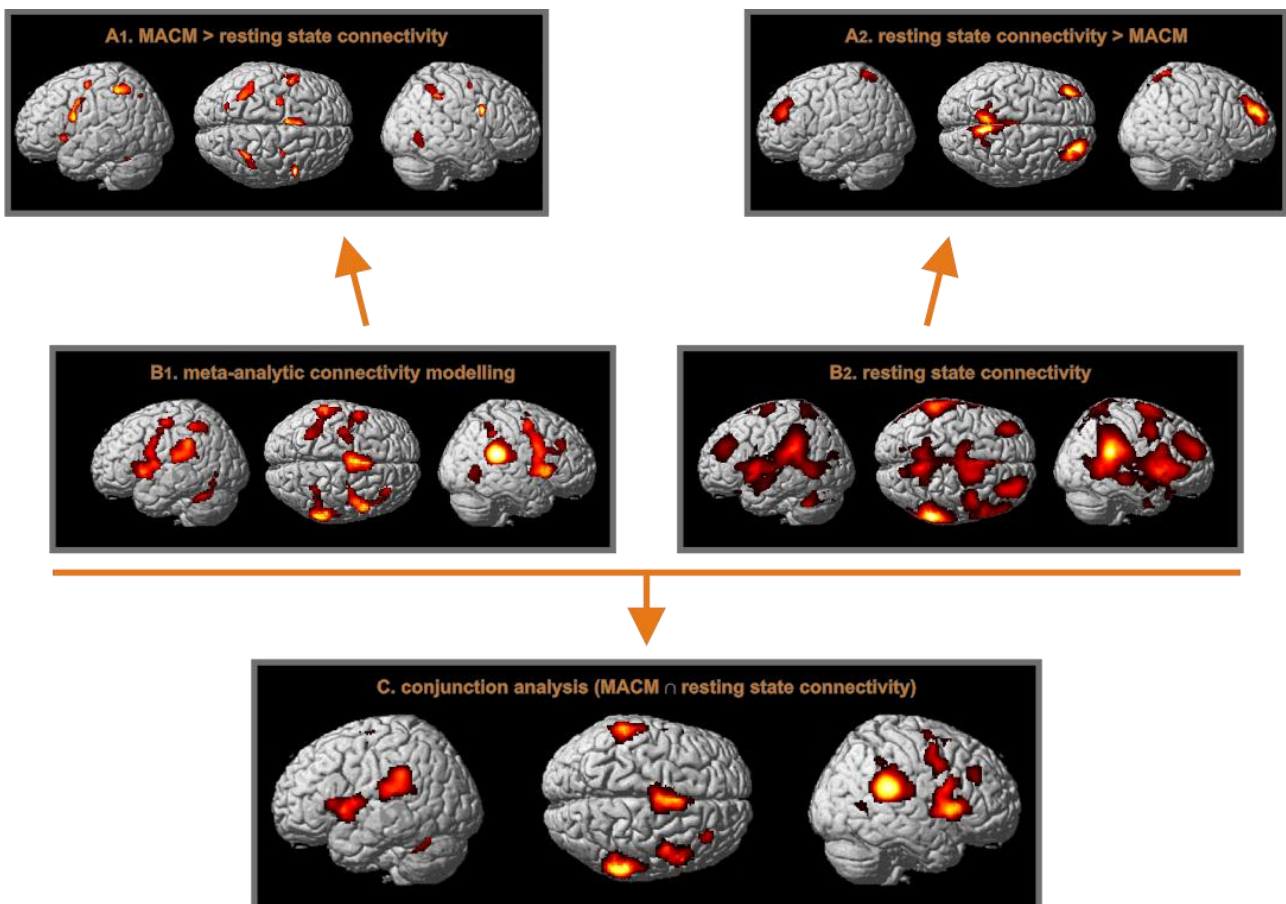 A1. MACM > resting state connectivity
A2. resting state connectivity > MACM
B1. meta-analytic connectivity modelling
B2. resting state connectivity
C. conjunction analysis (MACM ∩ resting state connectivity)